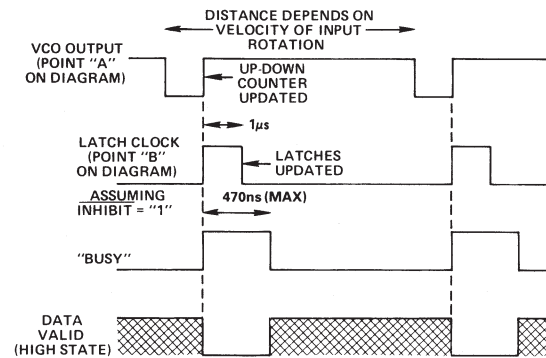 DISTANCE DEPENDS ON
VELOCITY OF INPUT
ROTATION
VCO OUTPUT
(POINT "A"
ON DIAGRAM)
UP-DOWN
COUNTER
UPDATED
1μs
LATCH CLOCK
(POINT "B"
ON DIAGRAM)
LATCHES
UPDATED
ASSUMING
INHIBIT = "1"
470ns (MAX)
"BUSY"
DATA
VALID
(HIGH STATE)